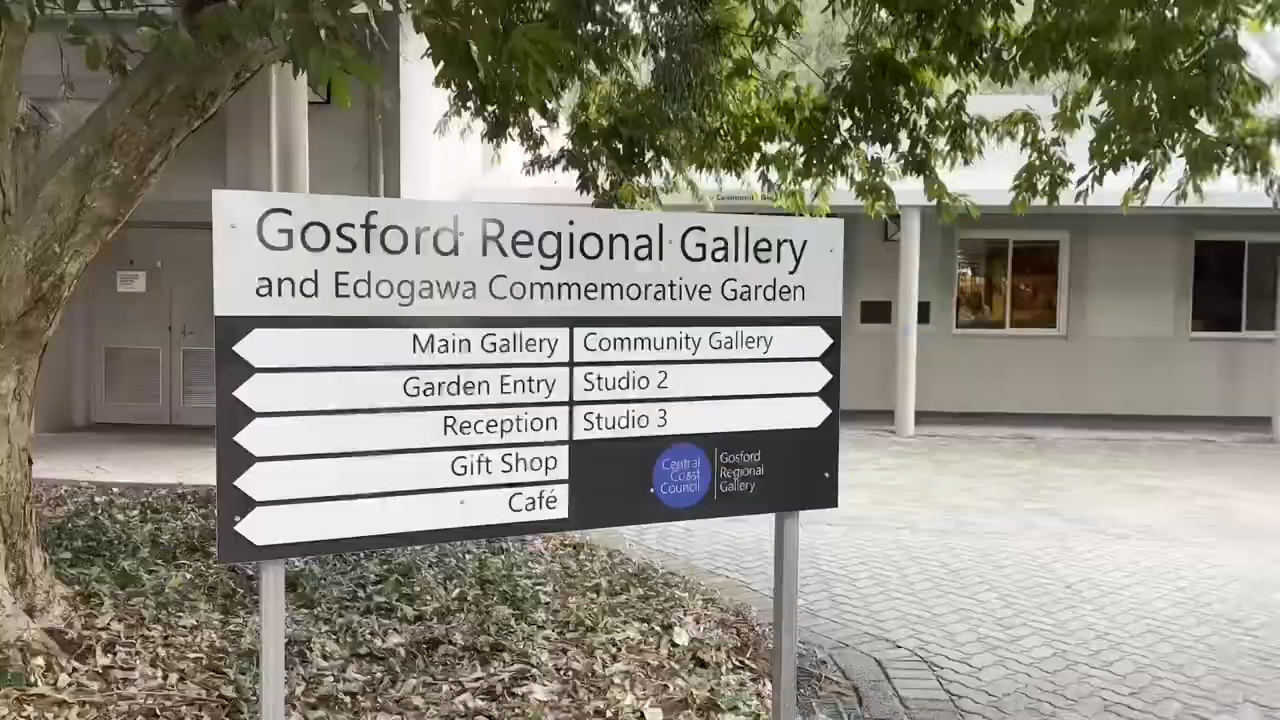 Gosford Regional Gallery
and Edogawa Commemorative Garden
Main Gallery
Community Gallery
Garden Entry
Studio 2
Reception
Studio 3
Gift Shop
Café
Central
Coast
Council
Gosford
Regional
Gallery